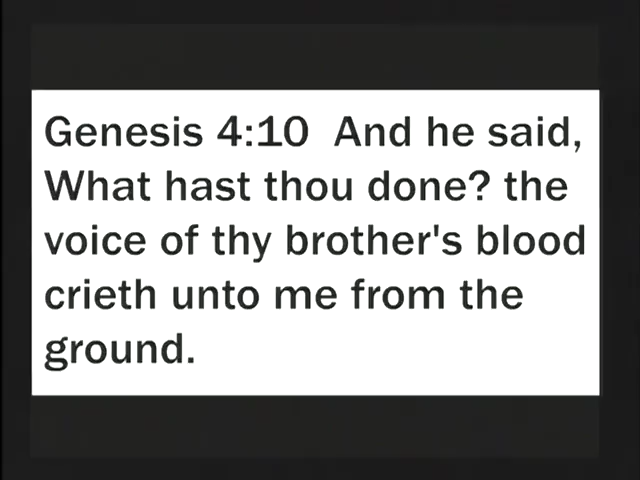 Genesis 4:10  And he said,
What hast thou done? the
voice of thy brother's blood
crieth unto me from the
ground.